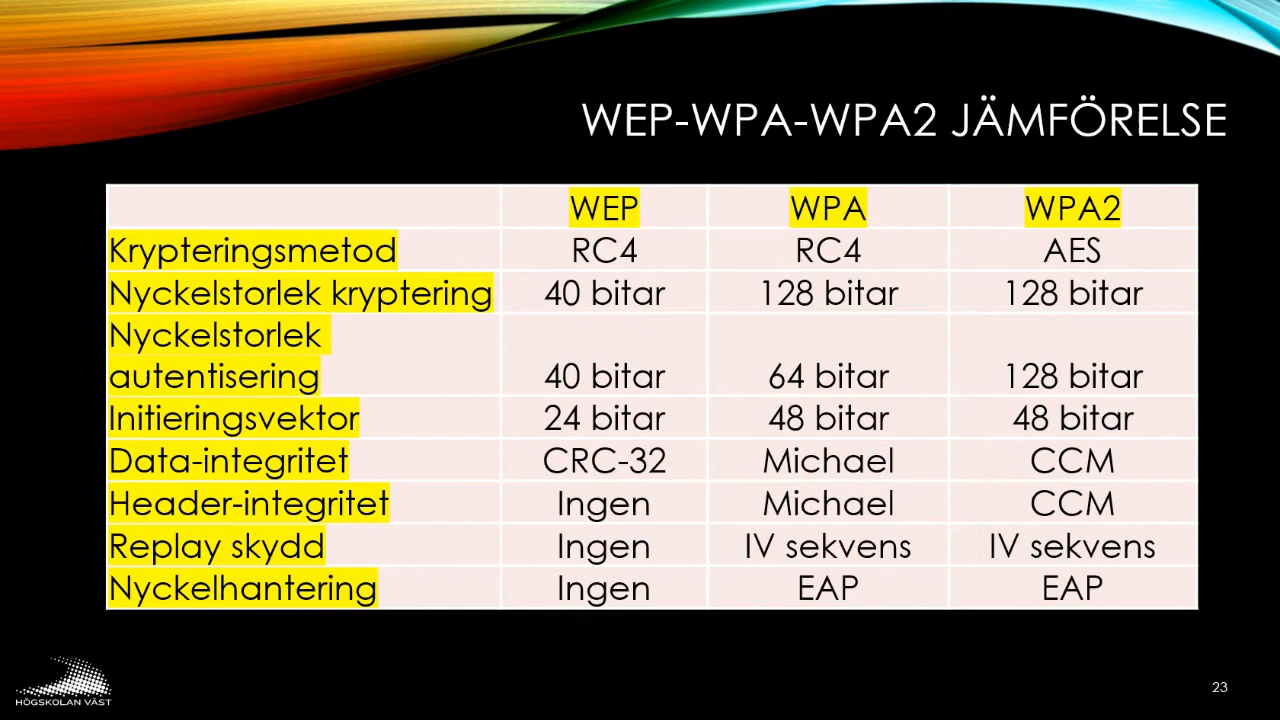 WEP-WPA-WPA2 JÄMFÖRELSE
WEP WPA WPA2
Krypteringsmetod RC4 RC4 AES
Nyckelstorlek kryptering 40 bitar 128 bitar 128 bitar
Nyckelstorlek
autentisering 40 bitar 64 bitar 128 bitar
Initieringsvektor 24 bitar 48 bitar 48 bitar
Data-integritet CRC-32 Michael CCM
Header-integritet Ingen Michael CCM
Replay skydd Ingen IV sekvens IV sekvens
Nyckelhantering Ingen EAP EAP
HÖGSKOLAN VÄST
23